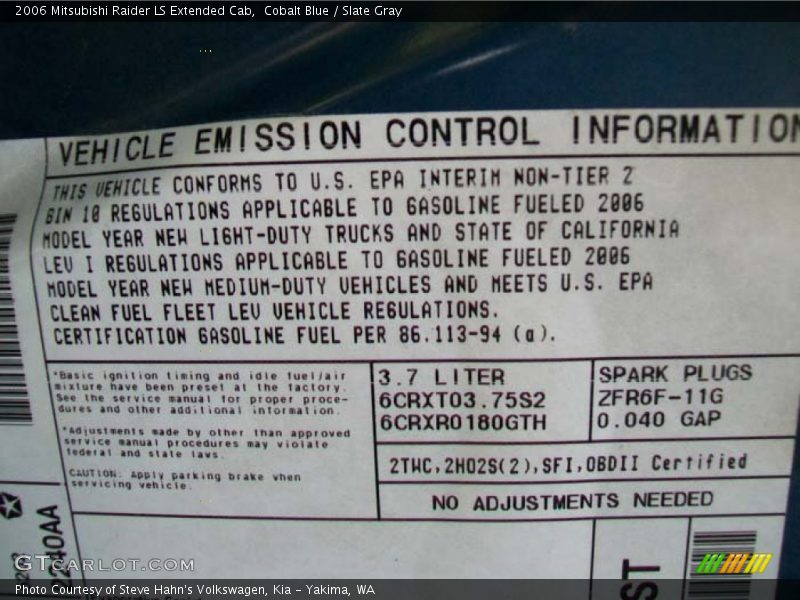 2006 Mitsubishi Raider LS Extended Cab,  Cobalt Blue / Slate Gray
VEHICLE EMISSION CONTROL INFORMATION
THIS VEHICLE CONFORMS TO U.S. EPA INTERIM NON-TIER 2
BIN 10 REGULATIONS APPLICABLE TO GASOLINE FUELED 2006
MODEL YEAR NEW LIGHT-DUTY TRUCKS AND STATE OF CALIFORNIA
LEV I REGULATIONS APPLICABLE TO GASOLINE FUELED 2006
MODEL YEAR NEW MEDIUM-DUTY VEHICLES AND MEETS U.S. EPA
CLEAN FUEL FLEET LEV VEHICLE REGULATIONS.
CERTIFICATION GASOLINE FUEL PER 86.113-94 (a).
*Basic ignition timing and idle fuel/air
mixture have been preset at the factory.
See the service manual for proper proce-
dures and other additional information.
*Adjustments made by other than approved
service manual procedures may violate
federal and state laws.
CAUTION: Apply parking brake when
servicing vehicle.
3.7 LITER
6CRXT03.75S2
6CRXR0180GTH
SPARK PLUGS
ZFR6F-11G
0.040 GAP
2TWC,2HO2S(2),SFI,OBDII Certified
NO ADJUSTMENTS NEEDED
2240AA
ST
GTCARLOT.COM
Photo Courtesy of Steve Hahn's Volkswagen, Kia - Yakima, WA